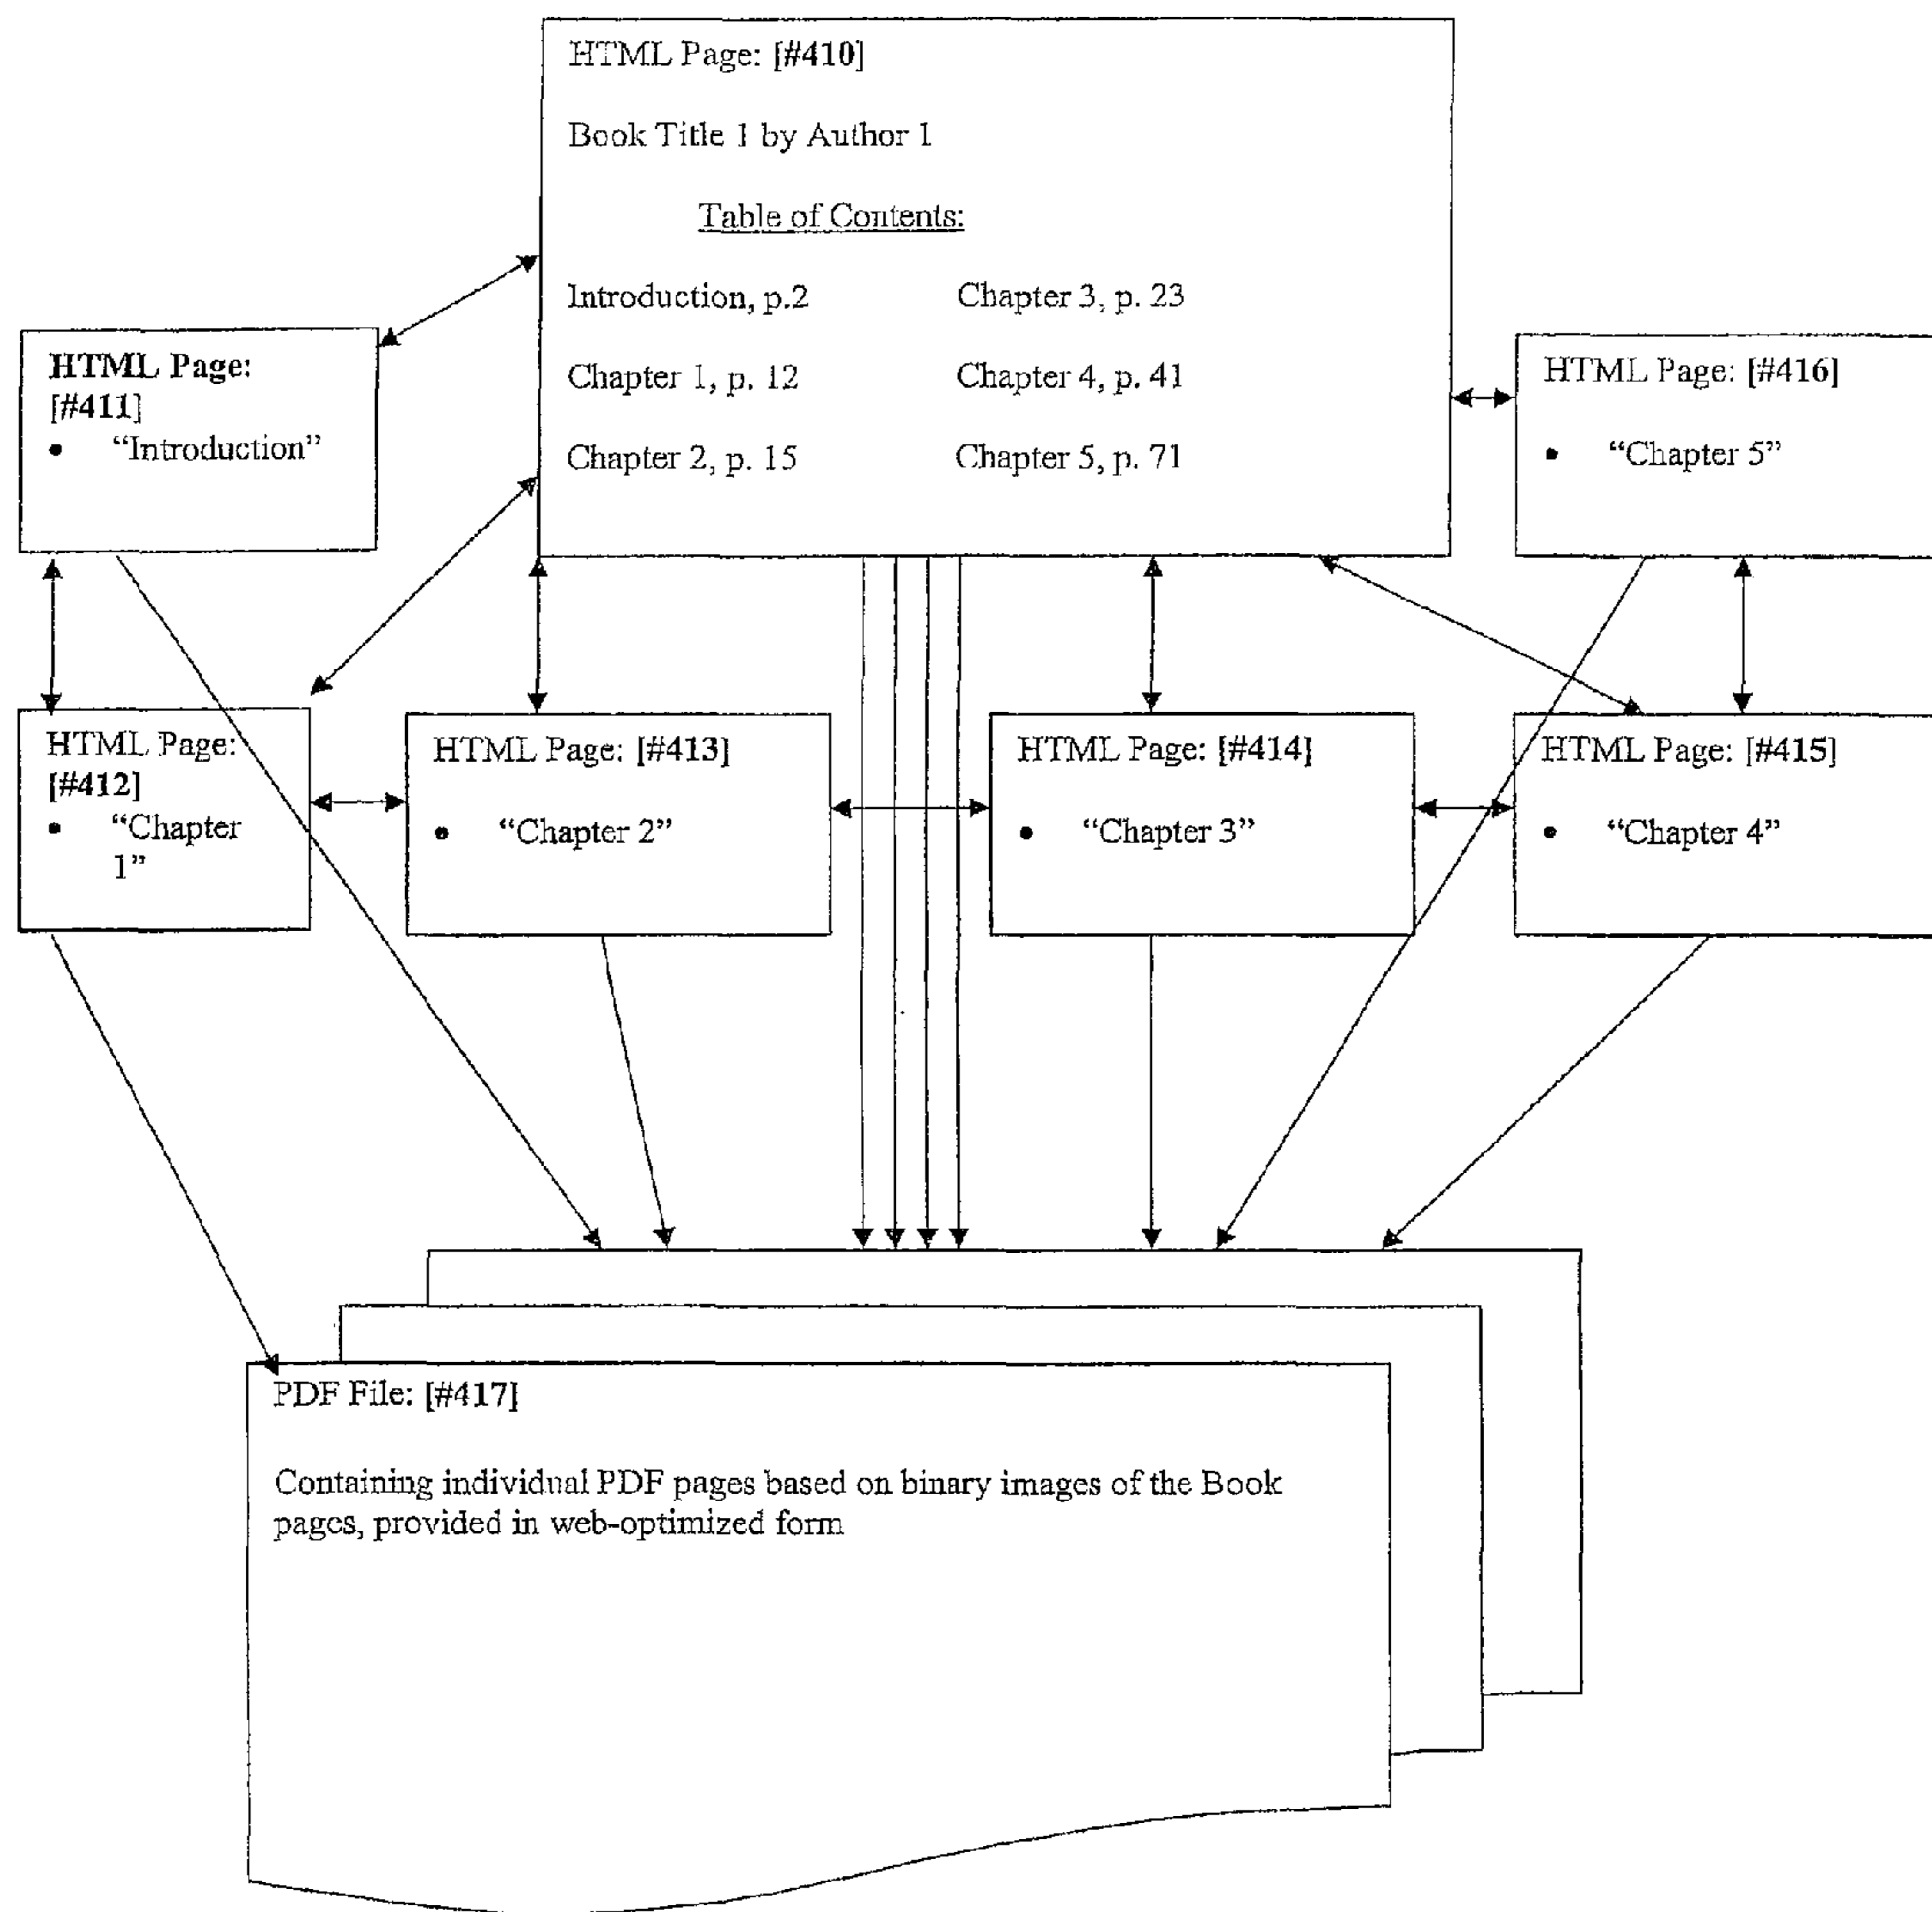 HTML Page: [#410]
Book Title 1 by Author 1
Table of Contents:
Introduction, p.2
Chapter 3, p. 23
Chapter 1, p. 12
Chapter 4, p. 41
Chapter 2, p. 15
Chapter 5, p. 71
HTML Page:
[#411]
• “Introduction”
HTML Page: [#416]
• “Chapter 5”
HTML Page:
[#412]
• “Chapter
1”
HTML Page: [#413]
• “Chapter 2”
HTML Page: [#414]
• “Chapter 3”
HTML Page: [#415]
• “Chapter 4”
PDF File: [#417]
Containing individual PDF pages based on binary images of the Book
pages, provided in web-optimized form